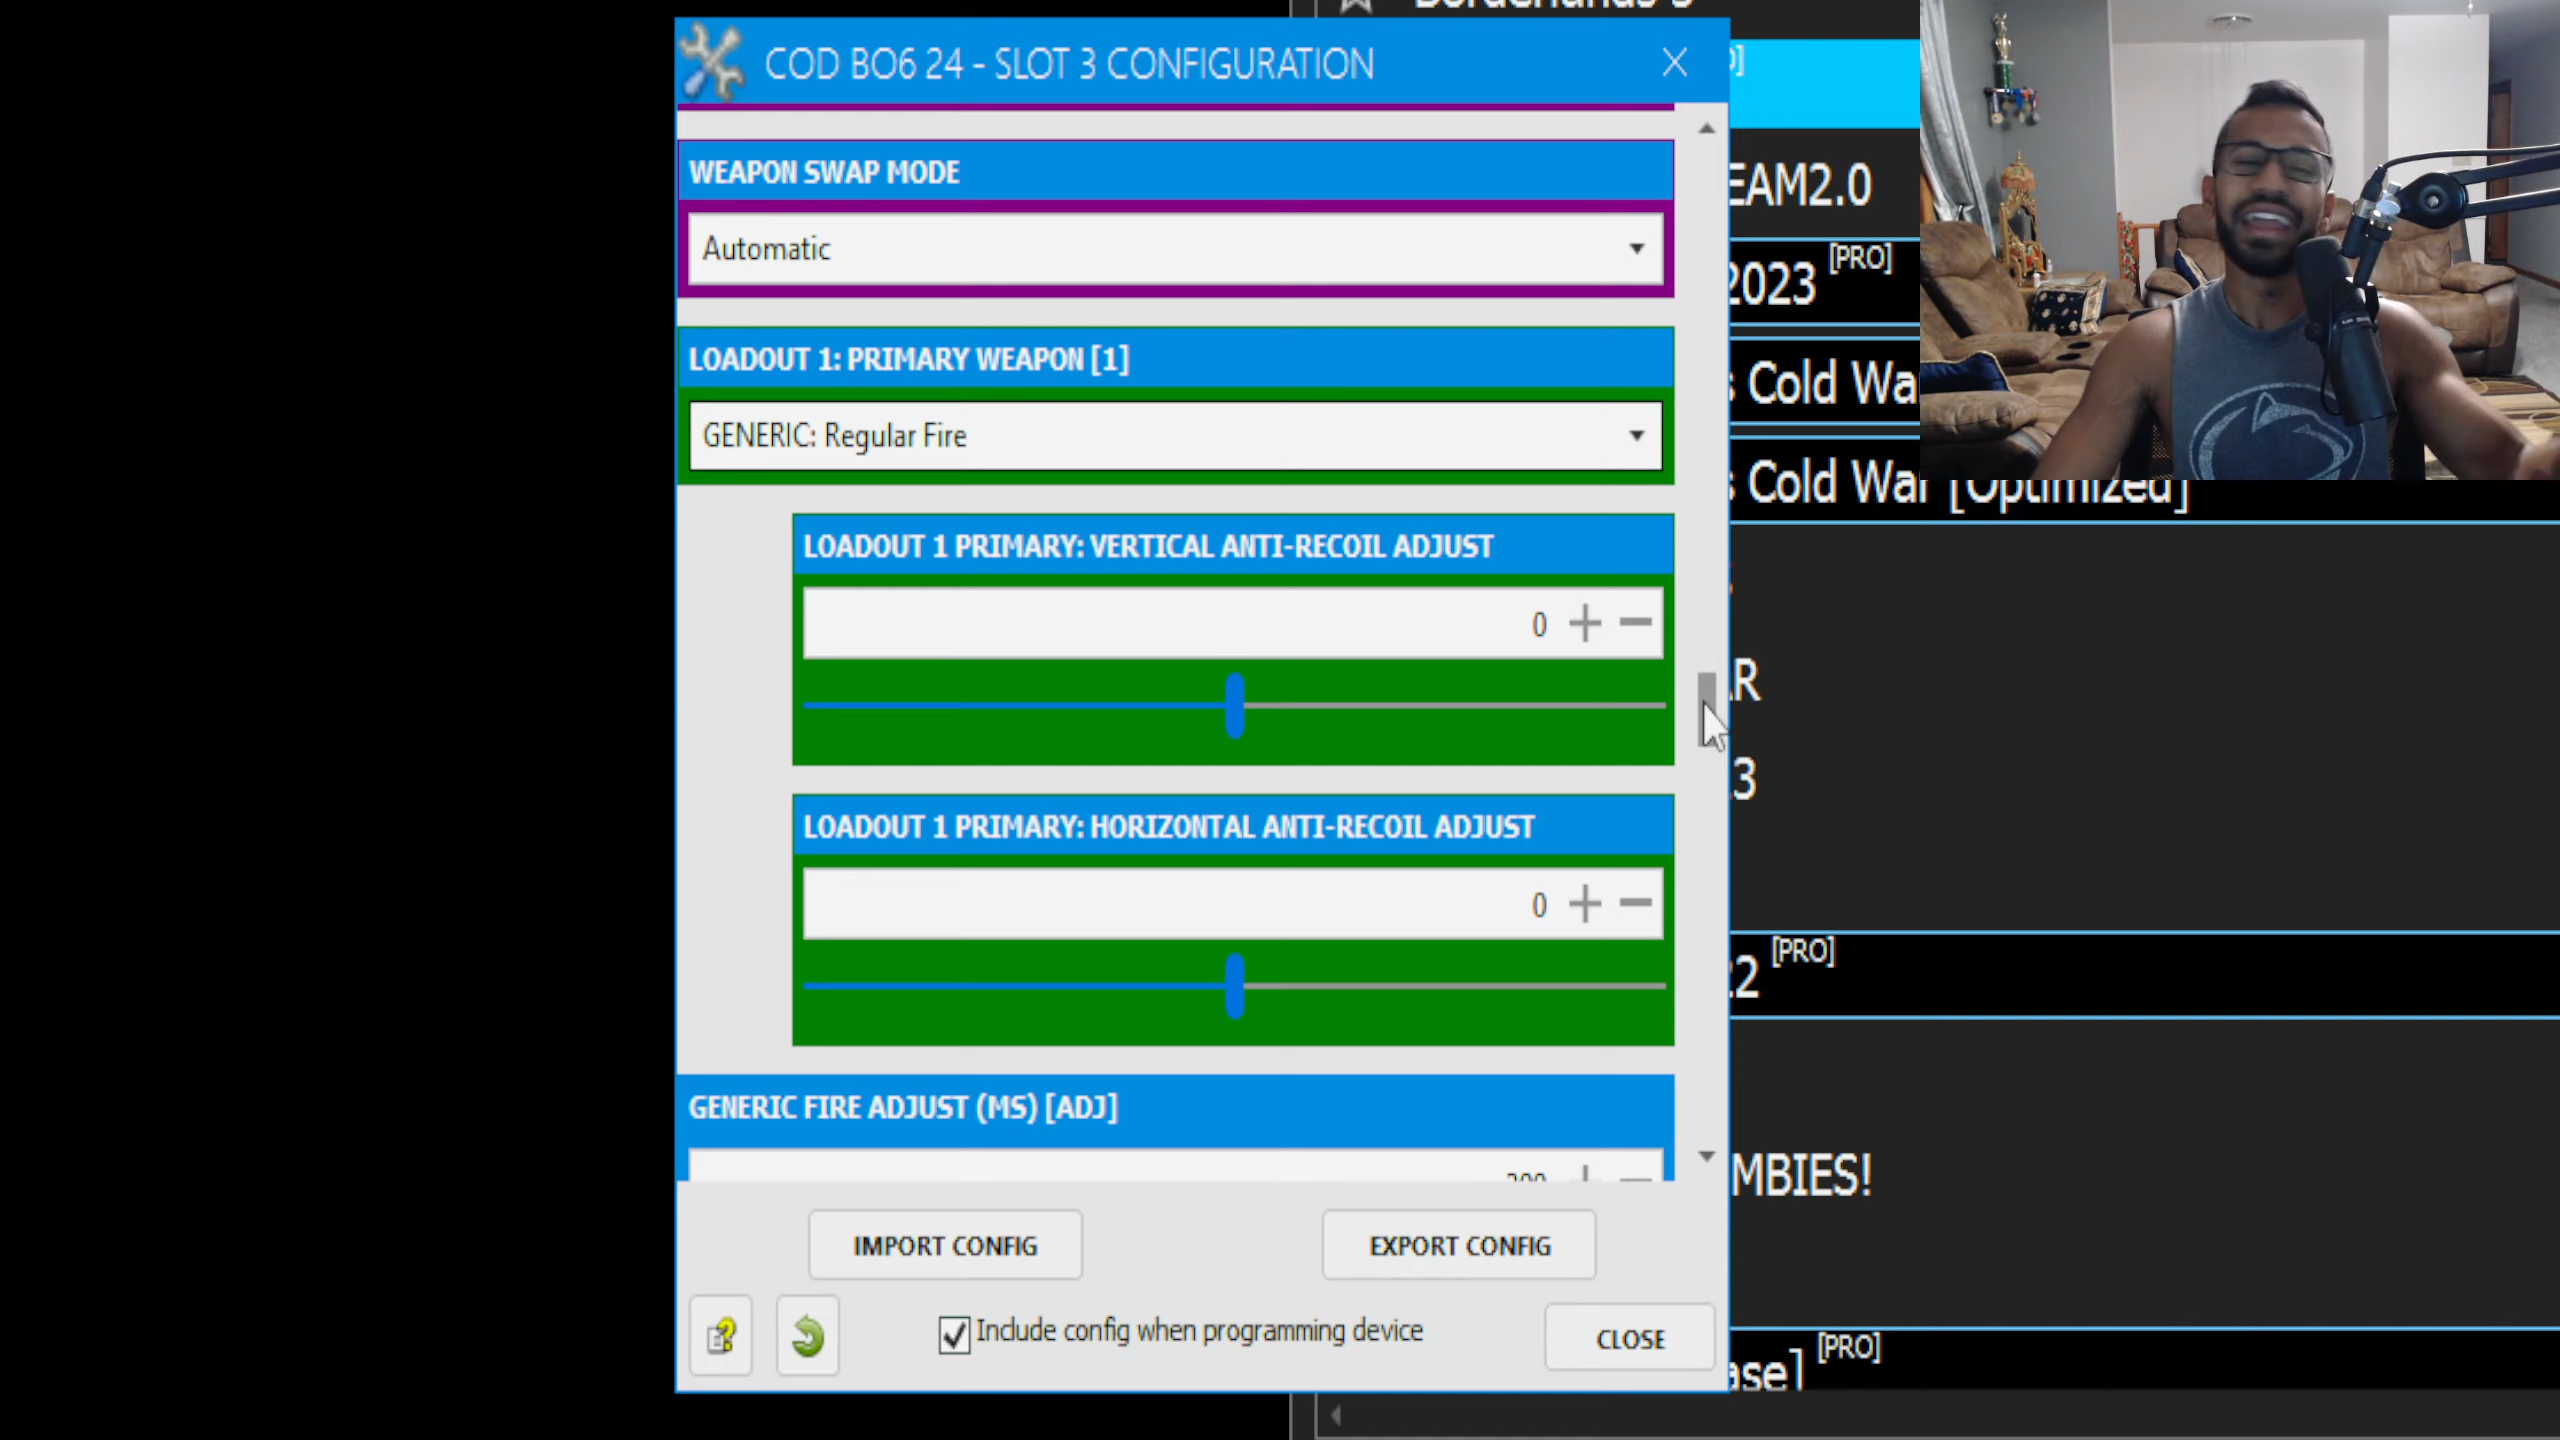 COD BO6 24 - SLOT 3 CONFIGURATION
WEAPON SWAP MODE
Automatic
LOADOUT 1: PRIMARY WEAPON [1]
GENERIC: Regular Fire
LOADOUT 1 PRIMARY: VERTICAL ANTI-RECOIL ADJUST
0
LOADOUT 1 PRIMARY: HORIZONTAL ANTI-RECOIL ADJUST
0
GENERIC FIRE ADJUST (MS) [ADJ]
IMPORT CONFIG
EXPORT CONFIG
Include config when programming device
CLOSE
Borderlands 3
EAM2.0
2023 [PRO]
Cold Wa
Cold War [Optimized]
R
3
2 [PRO]
MBIES!
ase] [PRO]